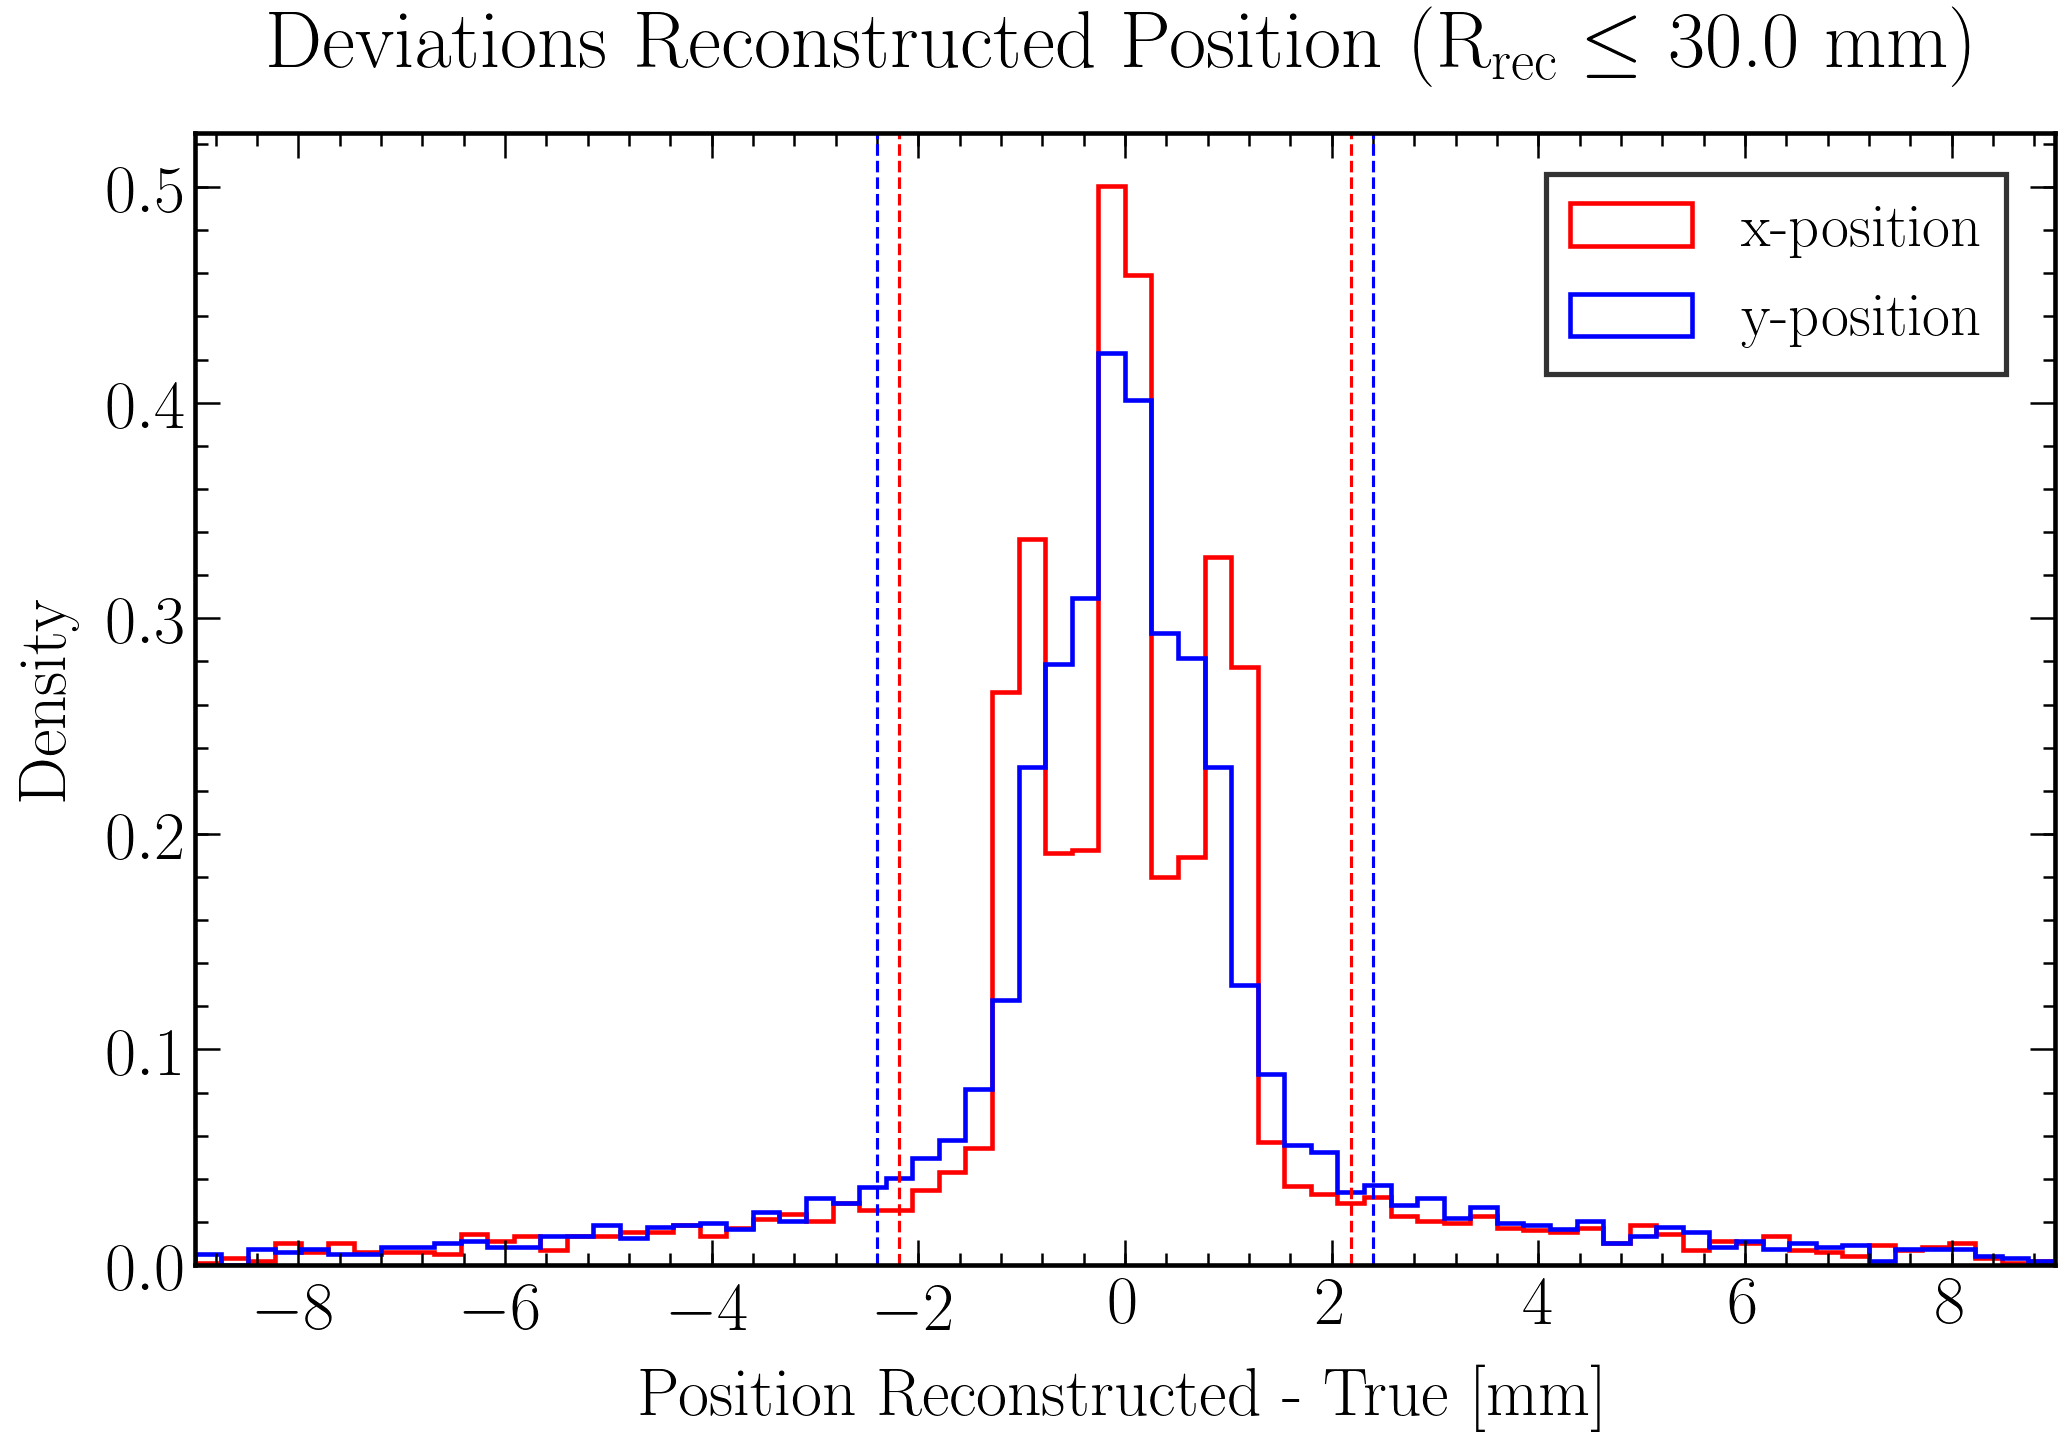 Deviations Reconstructed Position (R_rec ≤ 30.0 mm)
0.5
0.4
0.3
0.2
0.1
0.0
Density
x-position
y-position
−8 −6 −4 −2 0 2 4 6 8
Position Reconstructed - True [mm]